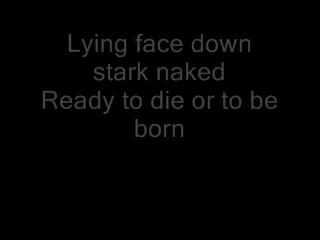 Lying face down
stark naked
Ready to die or to be
born